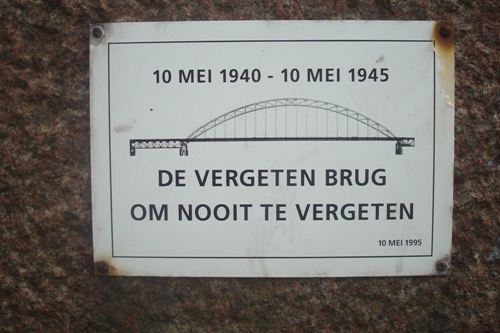 10 MEI 1940 - 10 MEI 1945
DE VERGETEN BRUG
OM NOOIT TE VERGETEN
10 MEI 1995